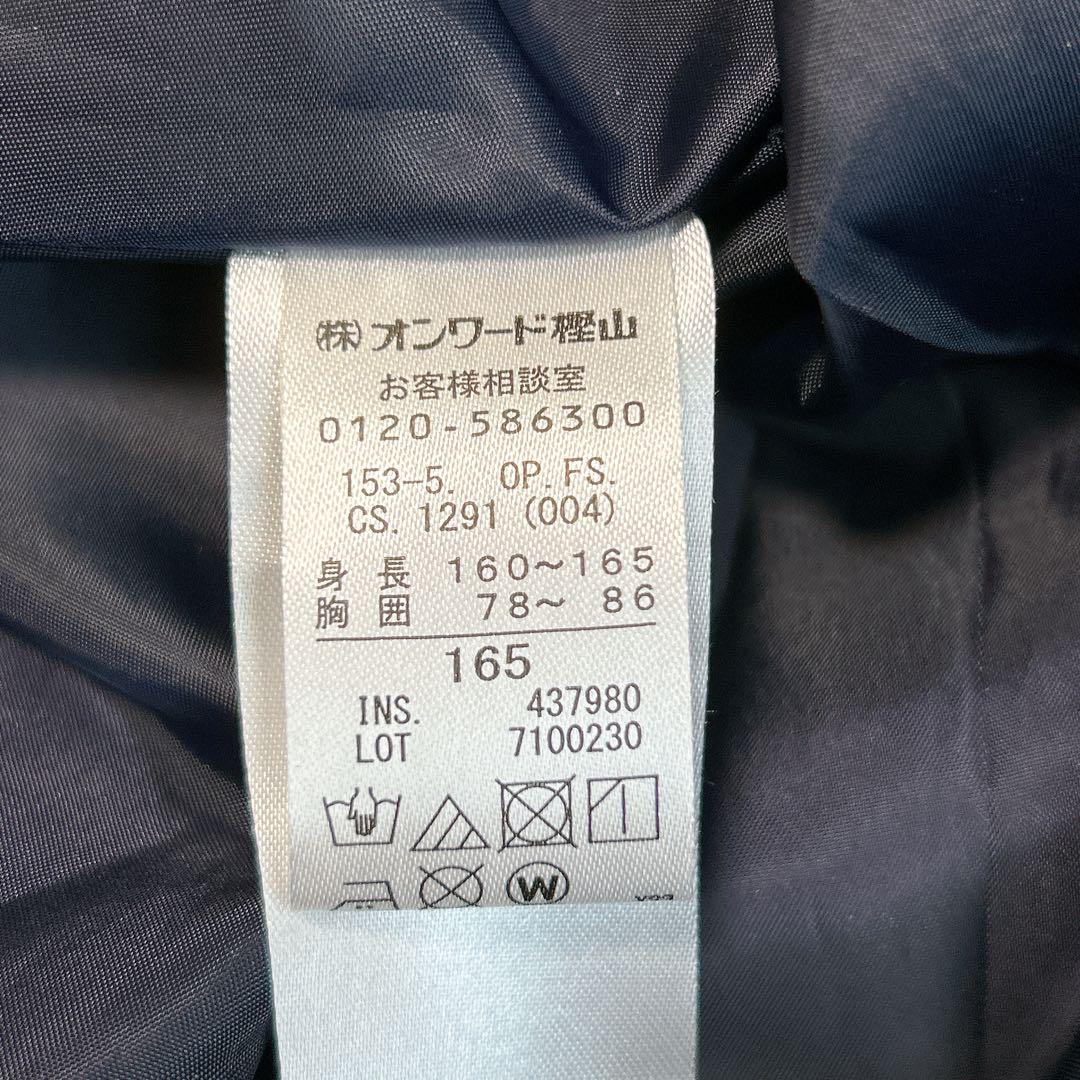 ㈱オンワード樫山
お客様相談室
0120-586300
153-5. OP.FS.
CS. 1291 (004)
身長 160〜165
胸囲 78〜 86
165
INS. 437980
LOT 7100230
W